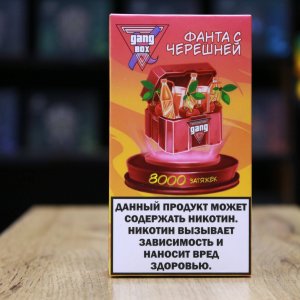 gang
BOX
ФАНТА С
ЧЕРЕШНЕЙ
gang
8000 ЗАТЯЖЕК
ДАННЫЙ ПРОДУКТ МОЖЕТ
СОДЕРЖАТЬ НИКОТИН.
НИКОТИН ВЫЗЫВАЕТ
ЗАВИСИМОСТЬ И
НАНОСИТ ВРЕД
ЗДОРОВЬЮ.